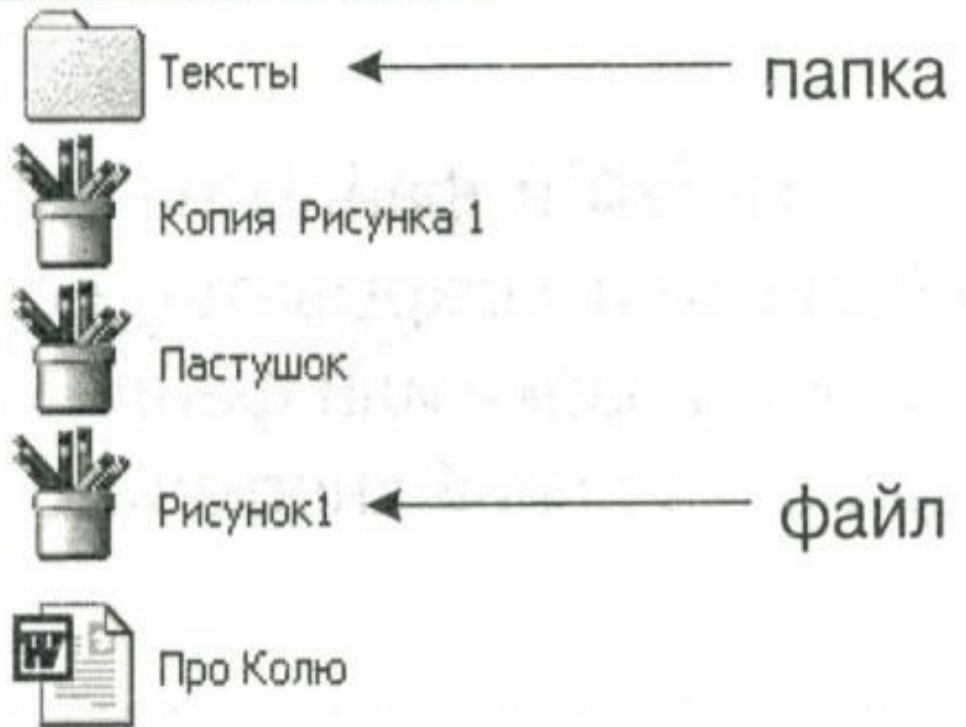 Тексты папка
Копия Рисунка 1
Пастушок
Рисунок1 файл
W Про Колю